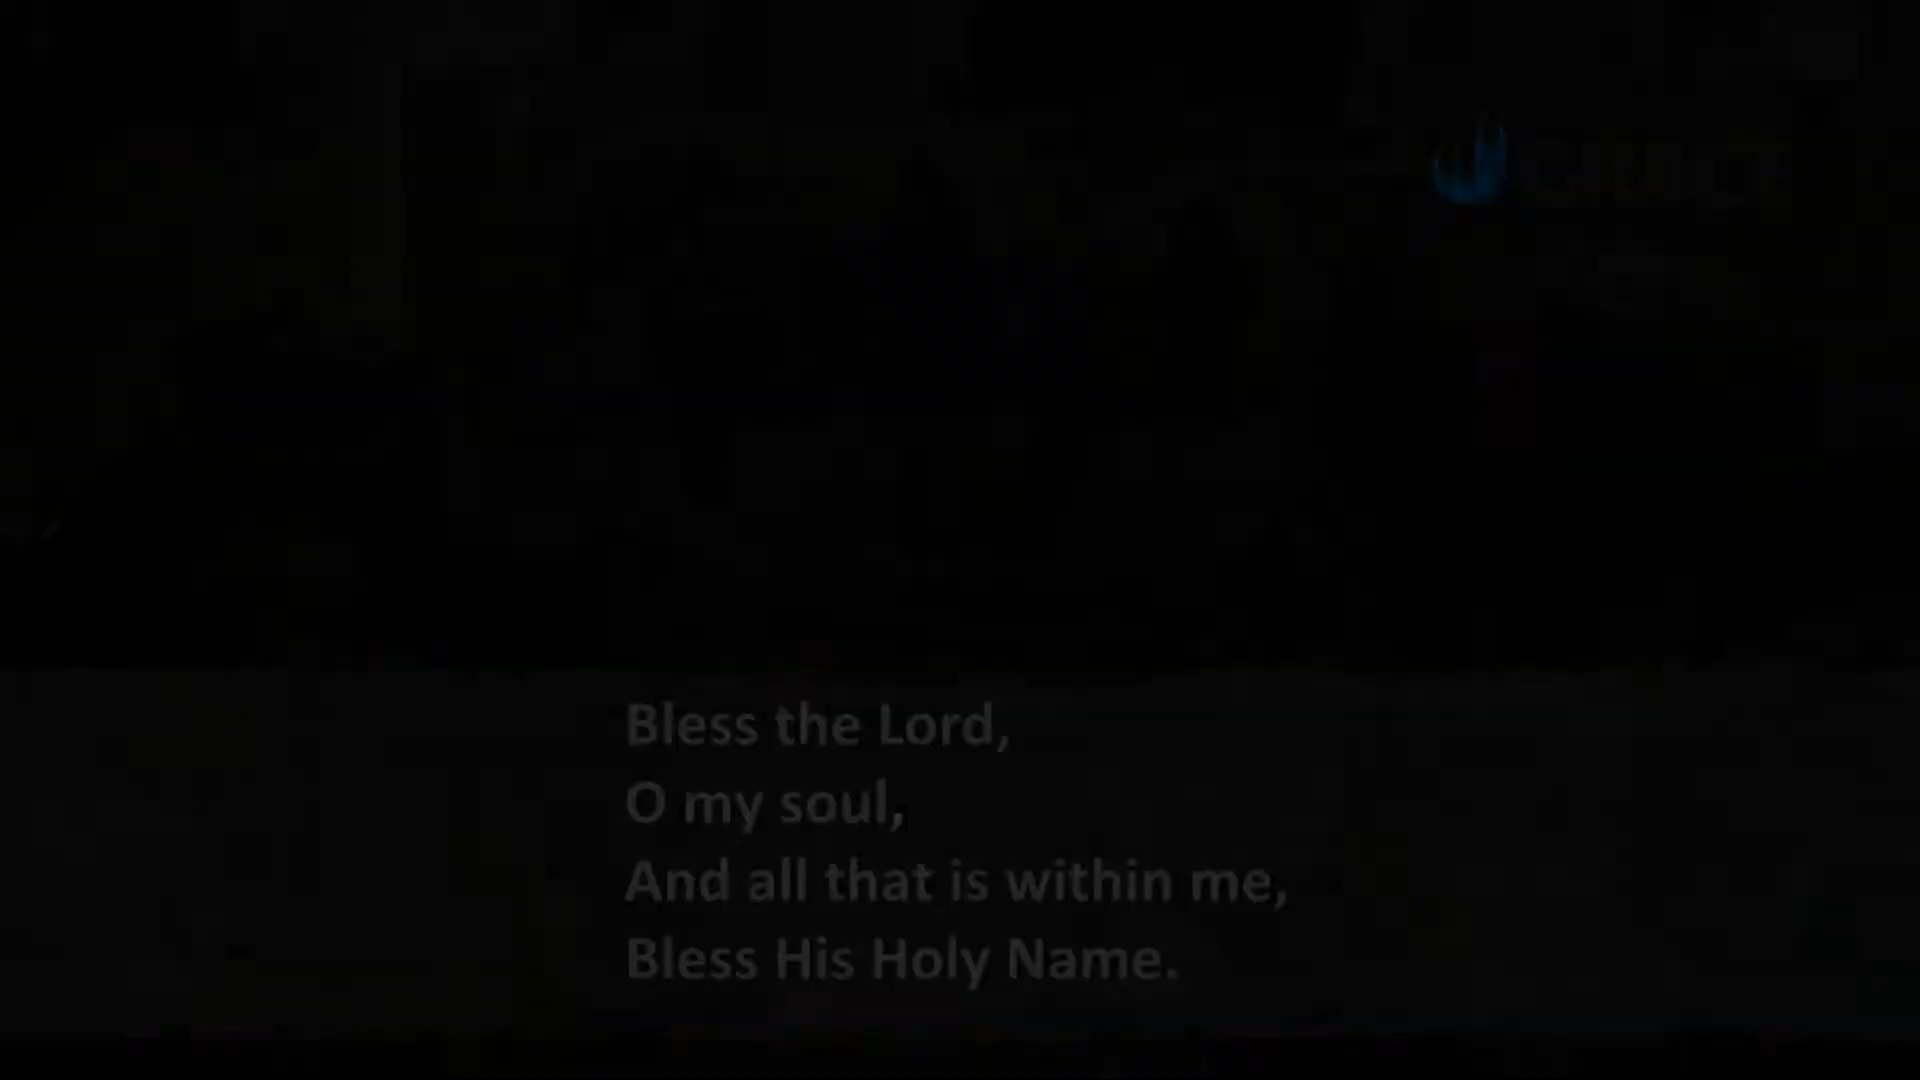 Bless the Lord,
O my soul,
And all that is within me,
Bless His Holy Name.